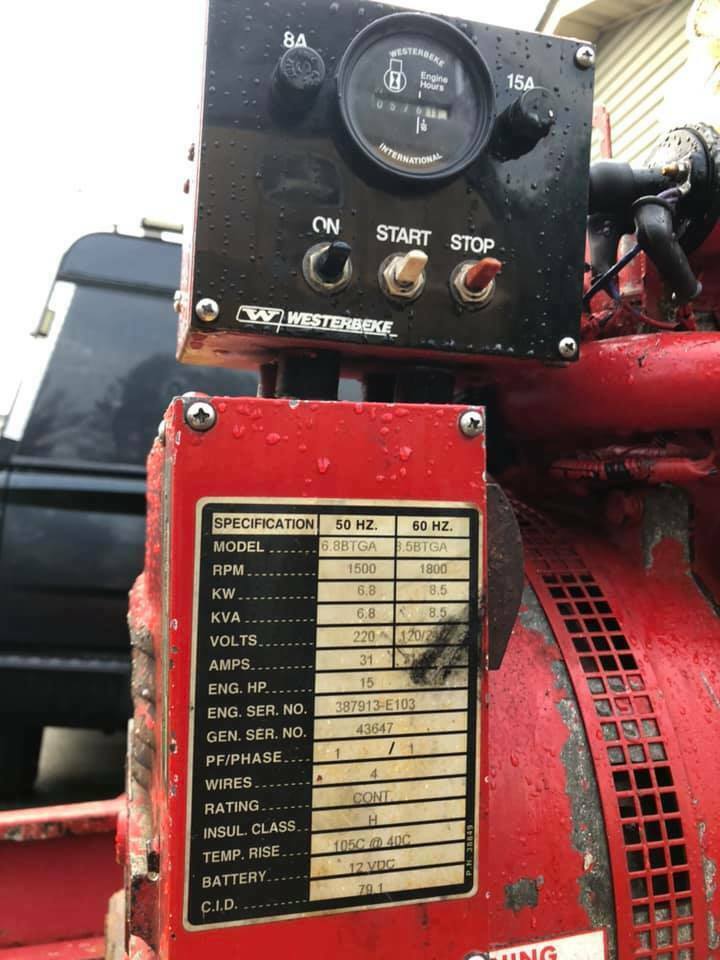 8A
WESTERBEKE
Engine
Hours
1/10
INTERNATIONAL
15A
ON START STOP
W WESTERBEKE
SPECIFICATION 50 HZ. 60 HZ.
MODEL 6.8BTGA 8.5BTGA
RPM 1500 1800
KW 6.8 8.5
KVA 6.8 8.5
VOLTS 220
AMPS 31
ENG. HP 15
ENG. SER. NO. 387913-E103
GEN. SER. NO. 43647
PF/PHASE 1 / 1
WIRES 4
RATING CONT.
INSUL. CLASS H
TEMP. RISE 105C @ 40C
BATTERY 12 VDC
C.I.D. 79.1
P.N. 38849